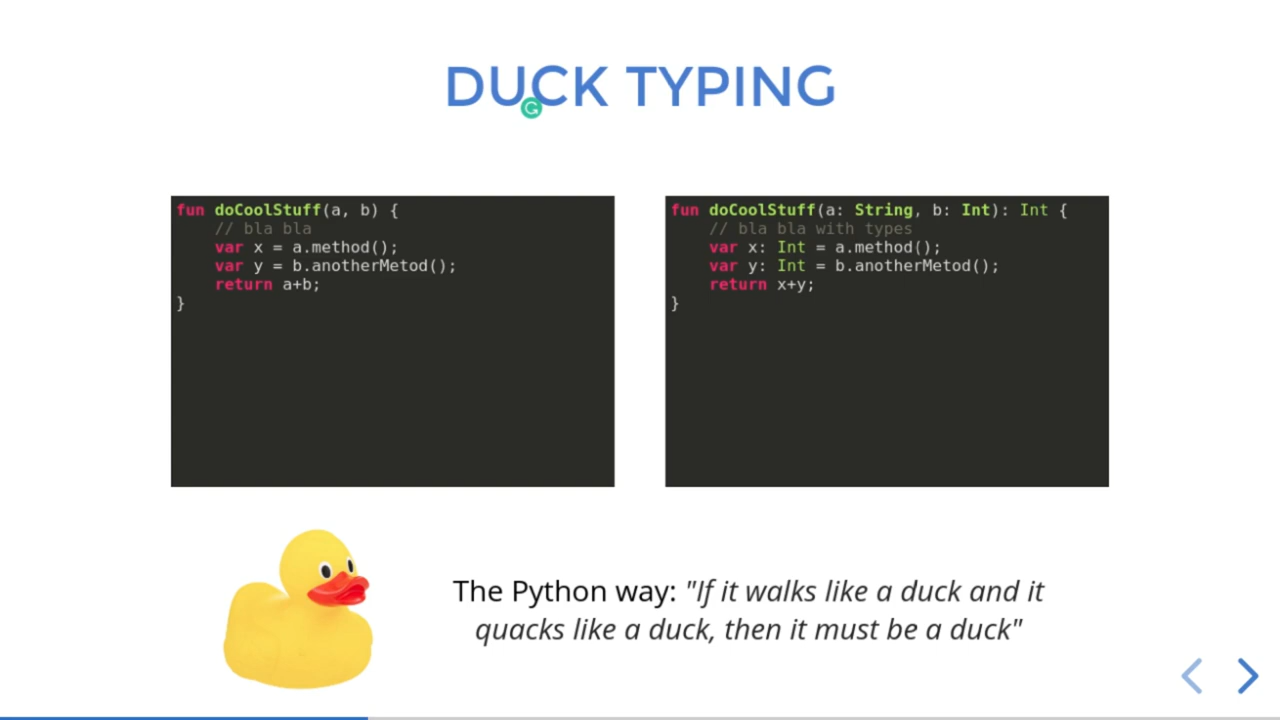 DUCK TYPING
fun doCoolStuff(a, b) {
// bla bla
var x = a.method();
var y = b.anotherMetod();
return a+b;
}
fun doCoolStuff(a: String, b: Int): Int {
// bla bla with types
var x: Int = a.method();
var y: Int = b.anotherMetod();
return x+y;
}
The Python way: "If it walks like a duck and it
quacks like a duck, then it must be a duck"